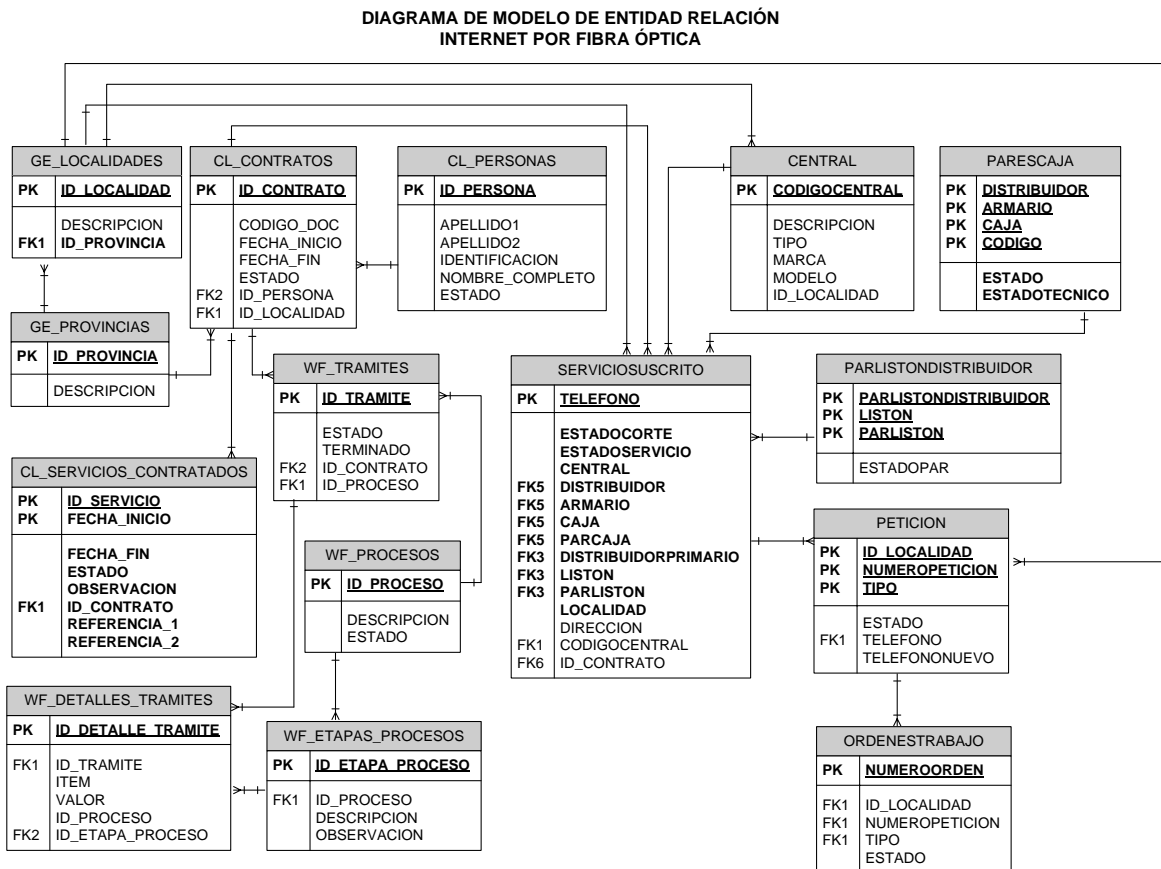 DIAGRAMA DE MODELO DE ENTIDAD RELACIÓN
INTERNET POR FIBRA ÓPTICA
GE_LOCALIDADES
PK ID_LOCALIDAD
DESCRIPCION
FK1 ID_PROVINCIA
CL_CONTRATOS
PK ID_CONTRATO
CODIGO_DOC
FECHA_INICIO
FECHA_FIN
ESTADO
FK2 ID_PERSONA
FK1 ID_LOCALIDAD
CL_PERSONAS
PK ID_PERSONA
APELLIDO1
APELLIDO2
IDENTIFICACION
NOMBRE_COMPLETO
ESTADO
CENTRAL
PK CODIGOCENTRAL
DESCRIPCION
TIPO
MARCA
MODELO
ID_LOCALIDAD
PARESCAJA
PK DISTRIBUIDOR
PK ARMARIO
PK CAJA
PK CODIGO
ESTADO
ESTADOTECNICO
GE_PROVINCIAS
PK ID_PROVINCIA
DESCRIPCION
WF_TRAMITES
PK ID_TRAMITE
ESTADO
TERMINADO
FK2 ID_CONTRATO
FK1 ID_PROCESO
SERVICIOSUSCRITO
PK TELEFONO
ESTADOCORTE
ESTADOSERVICIO
CENTRAL
FK5 DISTRIBUIDOR
FK5 ARMARIO
FK5 CAJA
FK5 PARCAJA
FK3 DISTRIBUIDORPRIMARIO
FK3 LISTON
FK3 PARLISTON
LOCALIDAD
DIRECCION
FK1 CODIGOCENTRAL
FK6 ID_CONTRATO
PARLISTONDISTRIBUIDOR
PK PARLISTONDISTRIBUIDOR
PK LISTON
PK PARLISTON
ESTADOPAR
CL_SERVICIOS_CONTRATADOS
PK ID_SERVICIO
PK FECHA_INICIO
FECHA_FIN
ESTADO
OBSERVACION
FK1 ID_CONTRATO
REFERENCIA_1
REFERENCIA_2
WF_PROCESOS
PK ID_PROCESO
DESCRIPCION
ESTADO
PETICION
PK ID_LOCALIDAD
PK NUMEROPETICION
PK TIPO
ESTADO
FK1 TELEFONO
TELEFONONUEVO
WF_DETALLES_TRAMITES
PK ID_DETALLE_TRAMITE
FK1 ID_TRAMITE
ITEM
VALOR
ID_PROCESO
FK2 ID_ETAPA_PROCESO
WF_ETAPAS_PROCESOS
PK ID_ETAPA_PROCESO
FK1 ID_PROCESO
DESCRIPCION
OBSERVACION
ORDENESTRABAJO
PK NUMEROORDEN
FK1 ID_LOCALIDAD
FK1 NUMEROPETICION
FK1 TIPO
ESTADO